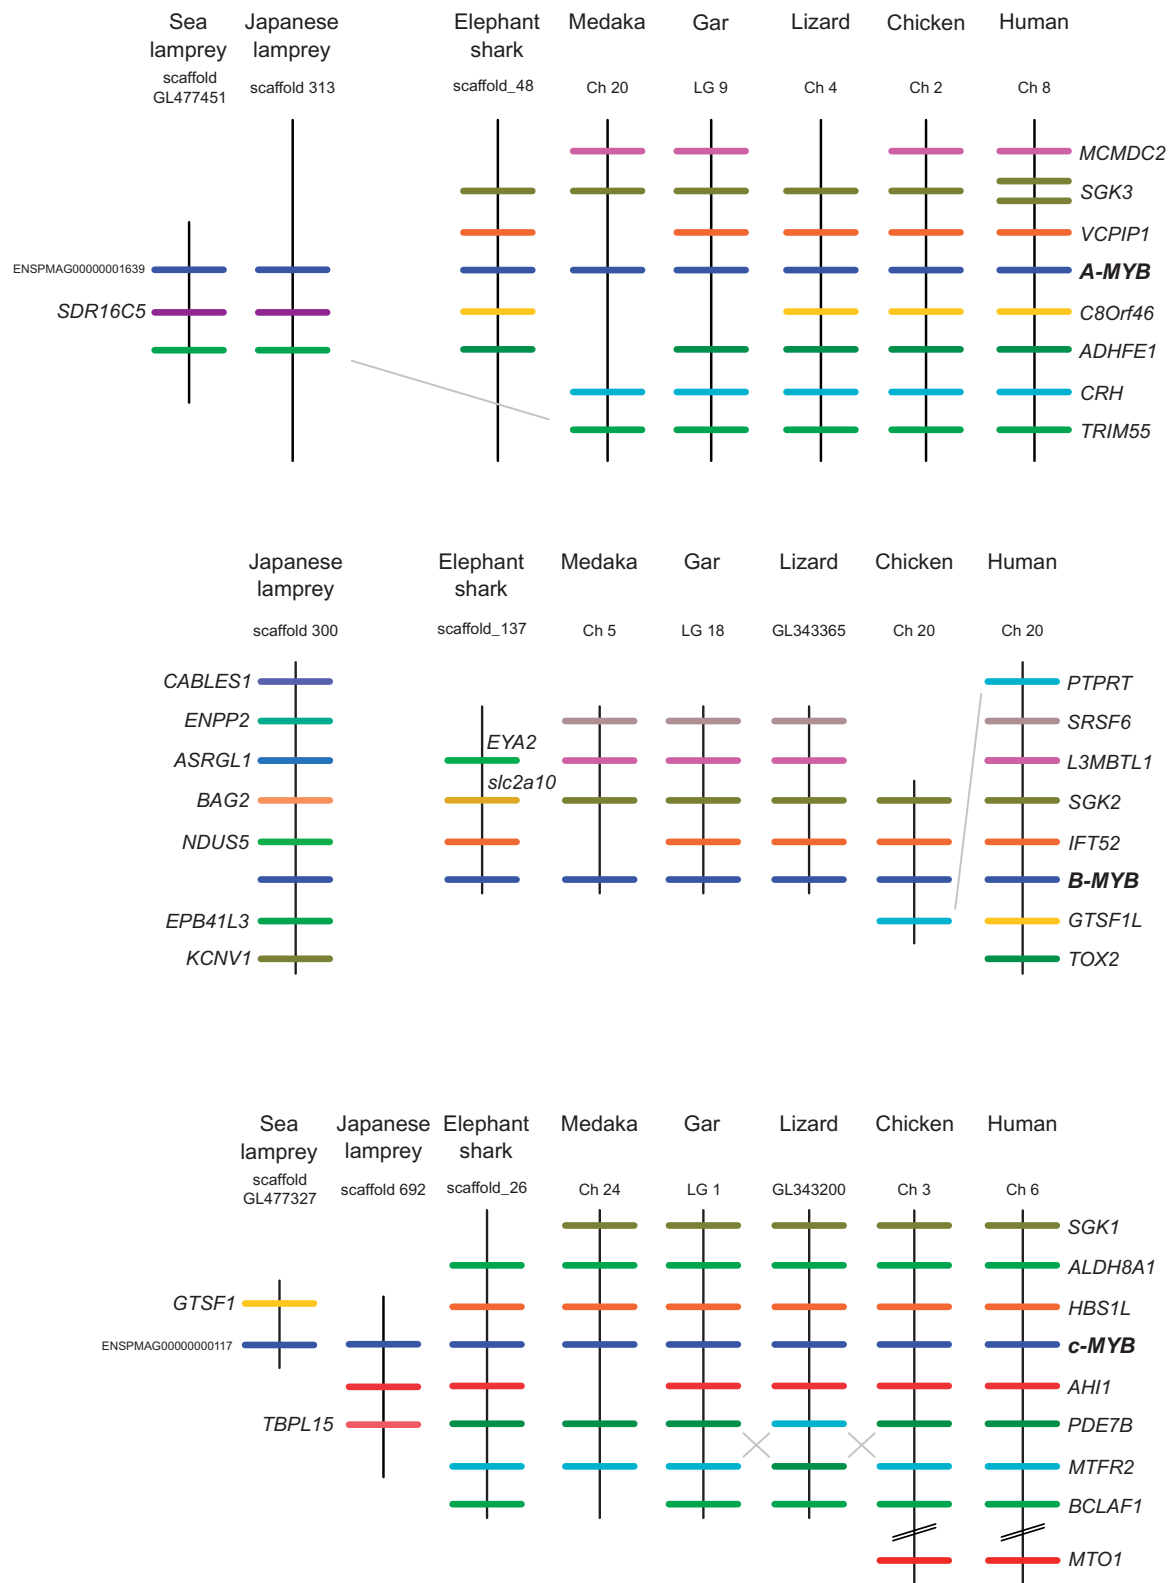 Sea
lamprey
scaffold
GL477451
Japanese
lamprey
scaffold 313
Elephant
shark
scaffold_48
Medaka
Ch 20
Gar
LG 9
Lizard
Ch 4
Chicken
Ch 2
Human
Ch 8
MCMDC2
SGK3
VCPIP1
ENSPMAG00000001639
A-MYB
SDR16C5
C8Orf46
ADHFE1
CRH
TRIM55
Japanese
lamprey
scaffold 300
Elephant
shark
scaffold_137
Medaka
Ch 5
Gar
LG 18
Lizard
GL343365
Chicken
Ch 20
Human
Ch 20
CABLES1
PTPRT
ENPP2
SRSF6
EYA2
ASRGL1
L3MBTL1
slc2a10
BAG2
SGK2
NDUS5
IFT52
B-MYB
EPB41L3
GTSF1L
KCNV1
TOX2
Sea
lamprey
scaffold
GL477327
Japanese
lamprey
scaffold 692
Elephant
shark
scaffold_26
Medaka
Ch 24
Gar
LG 1
Lizard
GL343200
Chicken
Ch 3
Human
Ch 6
SGK1
ALDH8A1
GTSF1
HBS1L
ENSPMAG00000000117
c-MYB
AHI1
TBPL15
PDE7B
MTFR2
BCLAF1
MTO1